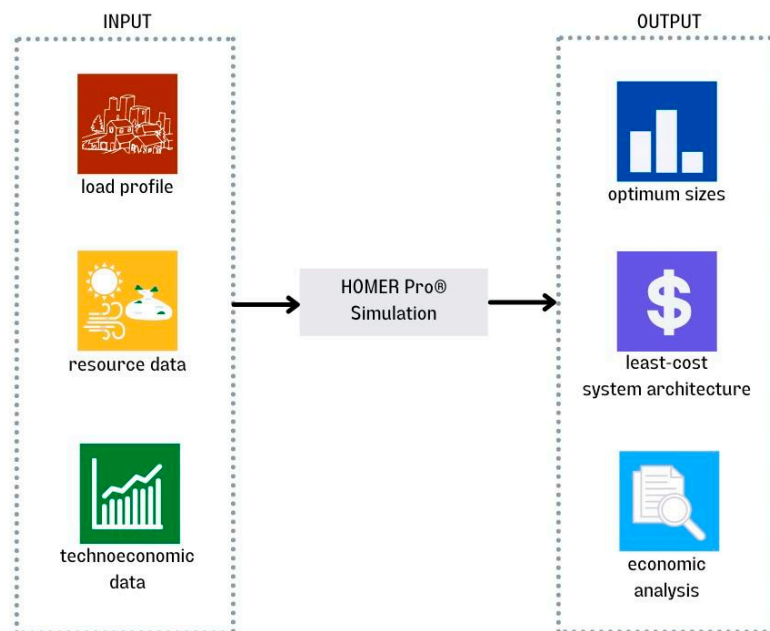 INPUT
load profile
resource data
technoeconomic
data
HOMER Pro®
Simulation
OUTPUT
optimum sizes
least-cost
system architecture
economic
analysis